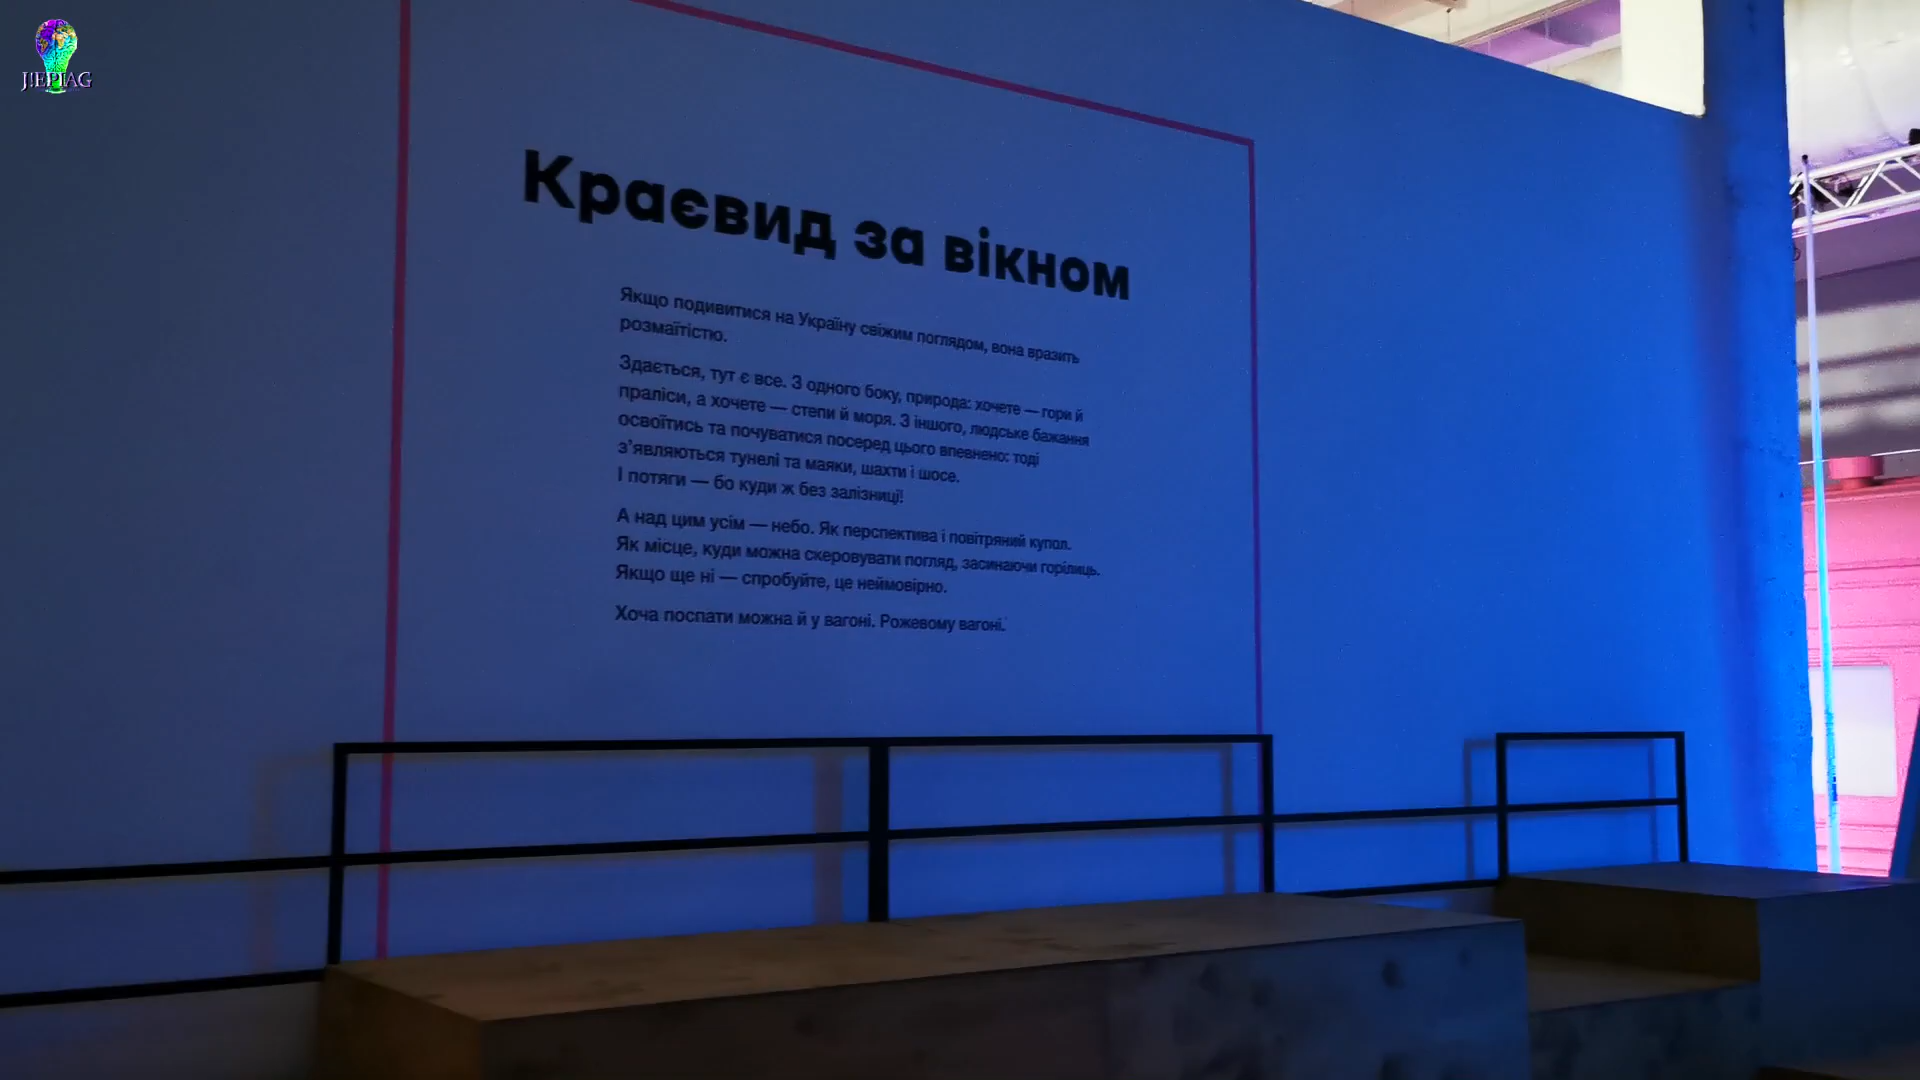 J!EPIAG
Краєвид за вікном
Якщо подивитися на Україну свіжим поглядом, вона вразить
розмаїтістю.
Здається, тут є все. З одного боку, природа: хочете — гори й
праліси, а хочете — степи й моря. З іншого, людське бажання
освоїтись та почуватися посеред цього впевнено: тоді
з’являються тунелі та маяки, шахти і шосе.
І потяги — бо куди ж без залізниці!
А над цим усім — небо. Як перспектива і повітряний купол.
Як місце, куди можна скеровувати погляд, засинаючи горілиць.
Якщо ще ні — спробуйте, це неймовірно.
Хоча поспати можна й у вагоні. Рожевому вагоні.